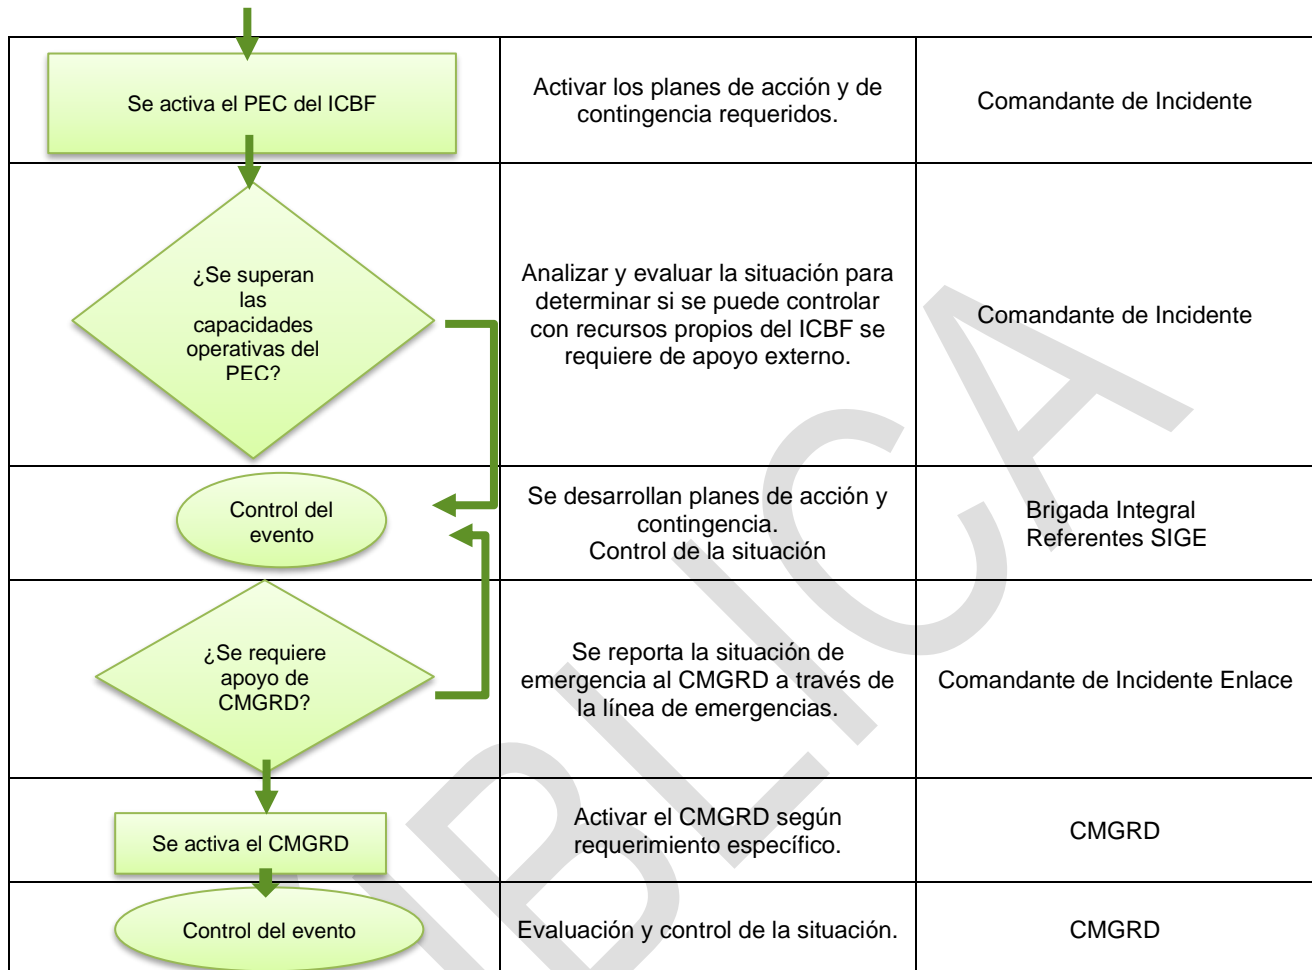 Se activa el PEC del ICBF
Activar los planes de acción y de
contingencia requeridos.
Comandante de Incidente
¿Se superan
las
capacidades
operativas del
PEC?
Analizar y evaluar la situación para
determinar si se puede controlar
con recursos propios del ICBF se
requiere de apoyo externo.
Comandante de Incidente
Control del
evento
Se desarrollan planes de acción y
contingencia.
Control de la situación
Brigada Integral
Referentes SIGE
¿Se requiere
apoyo de
CMGRD?
Se reporta la situación de
emergencia al CMGRD a través de
la línea de emergencias.
Comandante de Incidente Enlace
Se activa el CMGRD
Activar el CMGRD según
requerimiento específico.
CMGRD
Control del evento
Evaluación y control de la situación.
CMGRD
BLICA